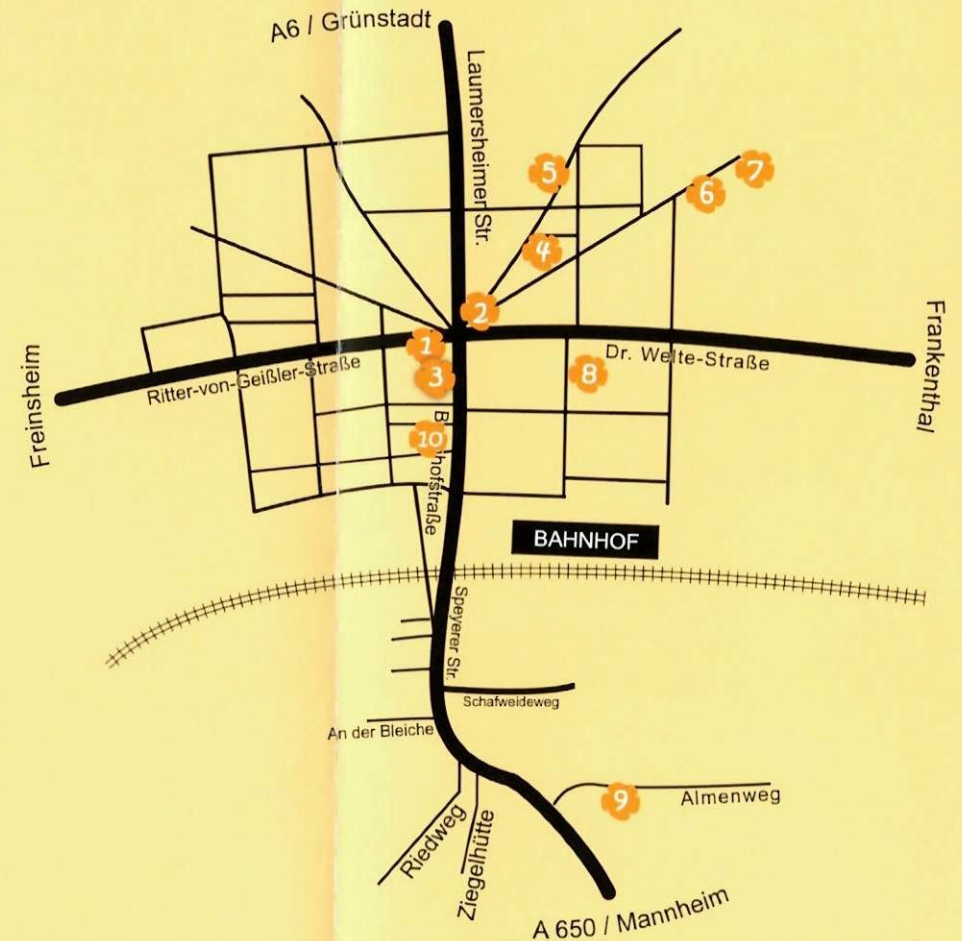 A6 / Grünstadt
Laumersheimer Str.
5
7
6
4
2
1
Frankenthal
Dr. Welte-Straße
Ritter-von-Geißler-Straße
3
8
Freinsheim
10
B hofstraße
BAHNHOF
Speyerer Str.
Schafweideweg
An der Bleiche
9
Almenweg
Riedweg
Ziegelhütte
A 650 / Mannheim